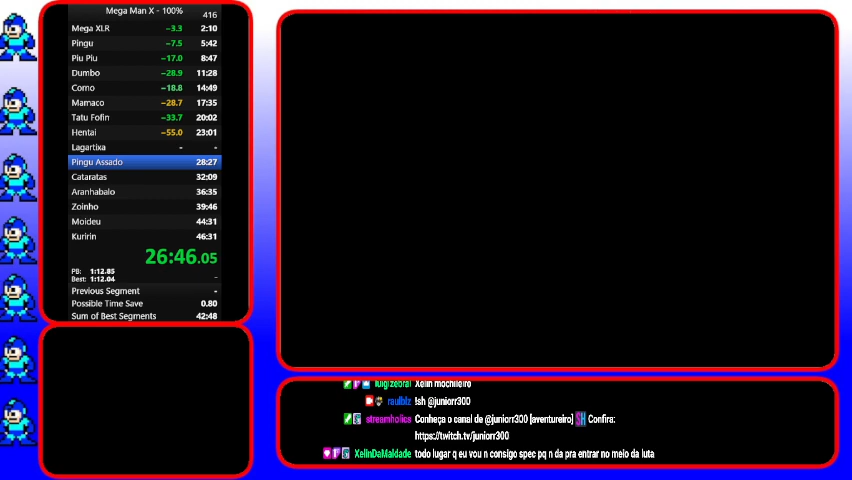 Mega Man X - 100%
416
Mega XLR -3.3 2:10
Pingu -7.5 5:42
Piu Piu -17.0 8:47
Dumbo -28.9 11:28
Corno -18.8 14:49
Mamaco -28.7 17:35
Tatu Fofin -33.7 20:02
Hentai -55.0 23:01
Lagartixa - -
Pingu Assado 28:27
Cataratas 32:09
Aranhabalo 36:35
Zoinho 39:46
Moideu 44:31
Kuririn 46:31
26:46.05
PB: 1:12.85
Best: 1:12.04 -
Previous Segment -
Possible Time Save 0.80
Sum of Best Segments 42:48
luigizebral Xelin mochileiro
raulblz !sh @juniorr300
streamholics Conheça o canal de @juniorr300 [aventureiro] SH Confira:
https://twitch.tv/juniorr300
XelinDaMaldade todo lugar q eu vou n consigo spec pq n da pra entrar no meio da luta